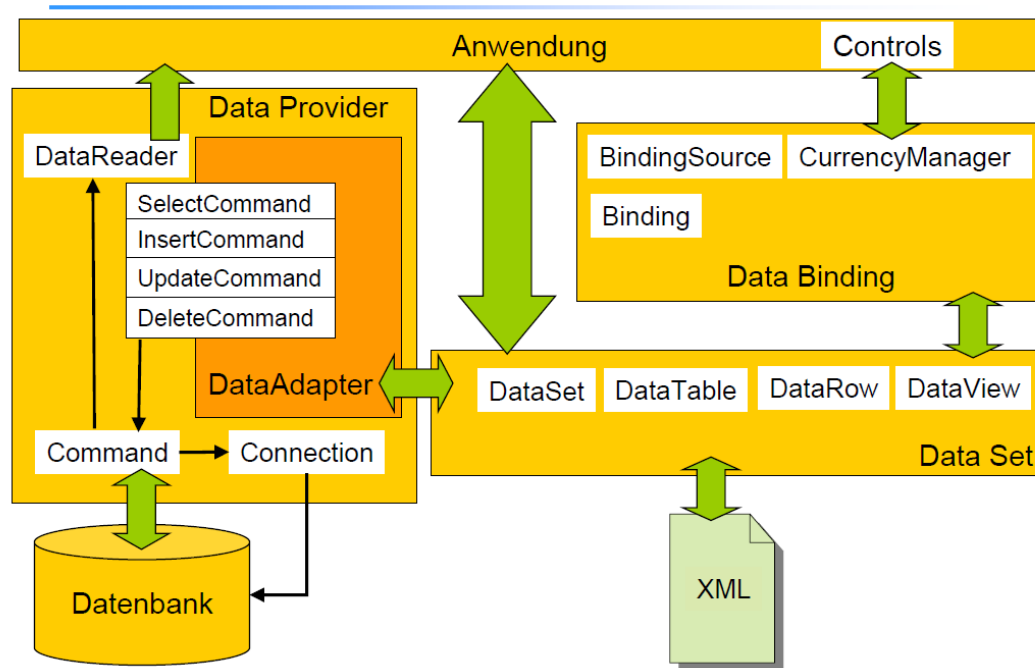 Anwendung
Controls
Data Provider
DataReader
SelectCommand
InsertCommand
UpdateCommand
DeleteCommand
DataAdapter
Command
Connection
Datenbank
BindingSource
CurrencyManager
Binding
Data Binding
DataSet
DataTable
DataRow
DataView
Data Set
XML